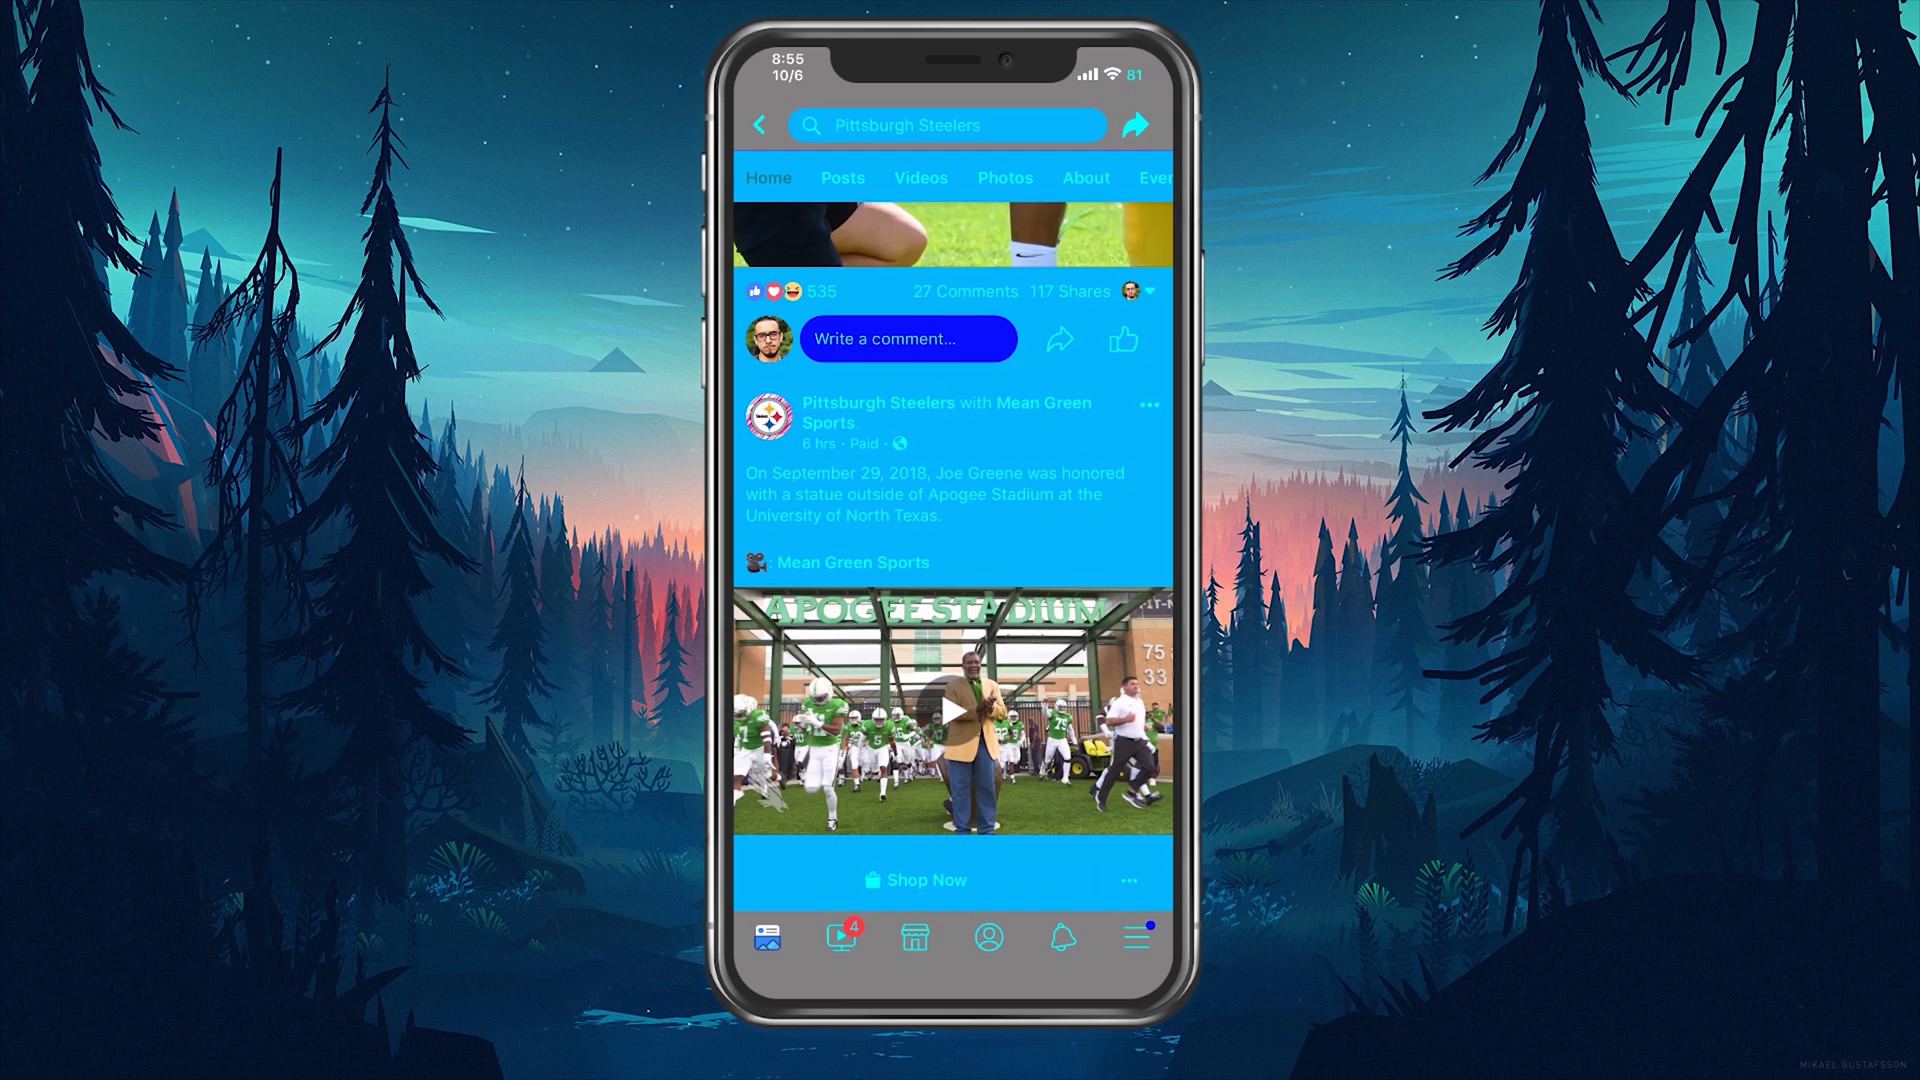 8:55
10/6
81
Pittsburgh Steelers
Home Posts Videos Photos About Ever
535 27 Comments 117 Shares
Write a comment...
Pittsburgh Steelers with Mean Green
Sports.
6 hrs · Paid ·
On September 29, 2018, Joe Greene was honored
with a statue outside of Apogee Stadium at the
University of North Texas.
: Mean Green Sports
APOGEE STADIUM
75
33
7
5
75
Shop Now
4
MIKAEL GUSTAFSSON